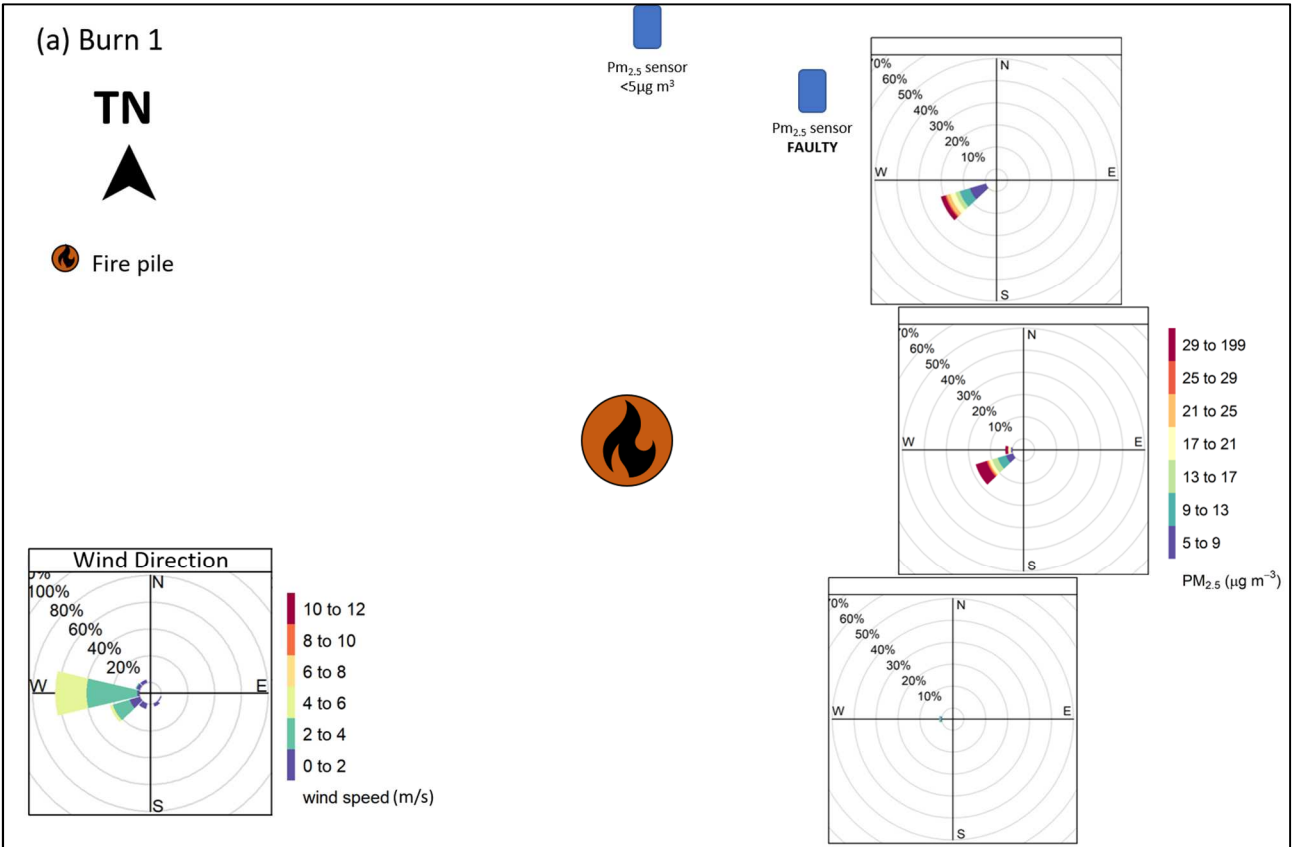 (a) Burn 1
TN
Fire pile
Pm2.5 sensor
<5µg m³
Pm2.5 sensor
FAULTY
N
0%
60%
50%
40%
30%
20%
10%
W
E
S
N
0%
60%
50%
40%
30%
20%
10%
W
E
S
29 to 199
25 to 29
21 to 25
17 to 21
13 to 17
9 to 13
5 to 9
PM2.5 (µg m⁻³)
Wind Direction
N
0%
100%
80%
60%
40%
20%
W
E
S
10 to 12
8 to 10
6 to 8
4 to 6
2 to 4
0 to 2
wind speed (m/s)
N
0%
60%
50%
40%
30%
20%
10%
W
E
S